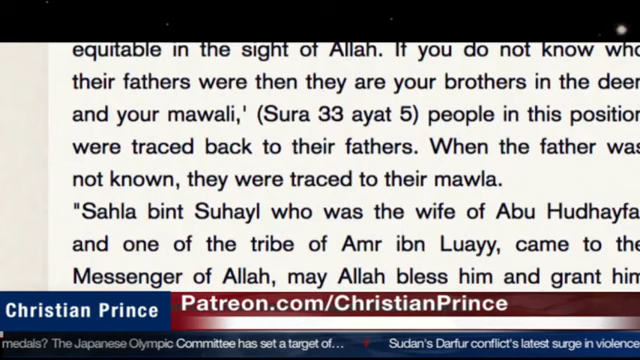 equitable in the sight of Allah. If you do not know who
their fathers were then they are your brothers in the deen
and your mawali,' (Sura 33 ayat 5) people in this position
were traced back to their fathers. When the father was
not known, they were traced to their mawla.
"Sahla bint Suhayl who was the wife of Abu Hudhayfa,
and one of the tribe of Amr ibn Luayy, came to the
Messenger of Allah, may Allah bless him and grant him
Christian Prince
Patreon.com/ChristianPrince
medals? The Japanese Olympic Committee has set a target of… Sudan's Darfur conflict's latest surge in violence